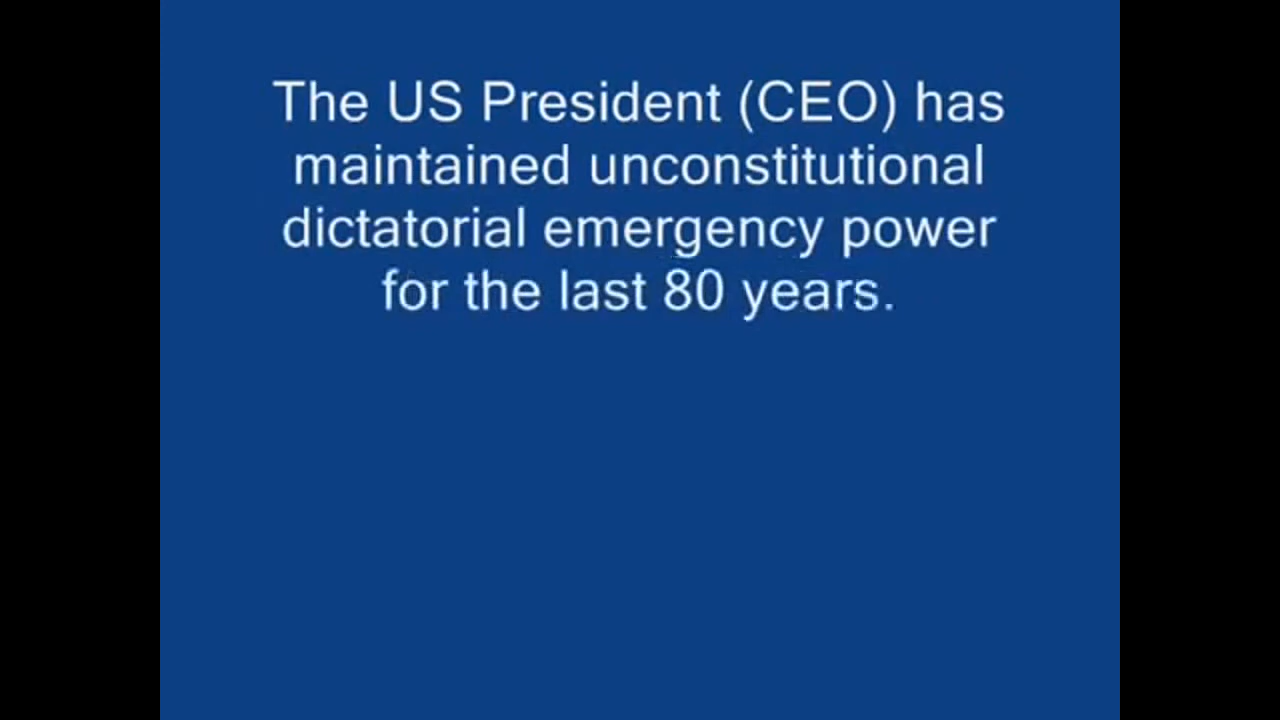 The US President (CEO) has
maintained unconstitutional
dictatorial emergency power
for the last 80 years.